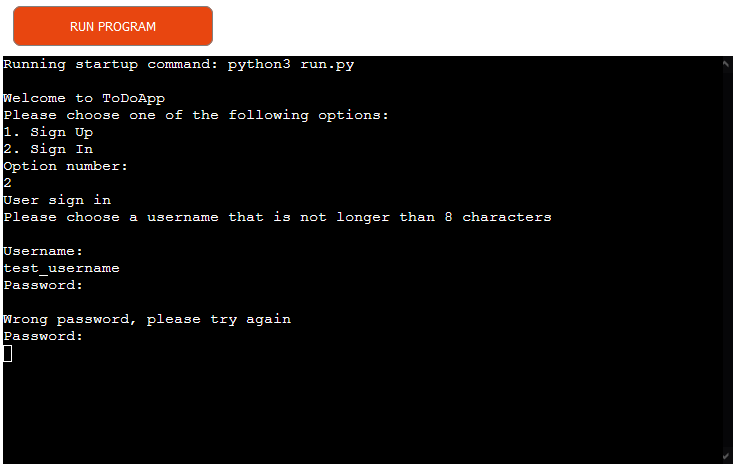 RUN PROGRAM
Running startup command: python3 run.py
Welcome to ToDoApp
Please choose one of the following options:
1. Sign Up
2. Sign In
Option number:
2
User sign in
Please choose a username that is not longer than 8 characters
Username:
test_username
Password:
Wrong password, please try again
Password: